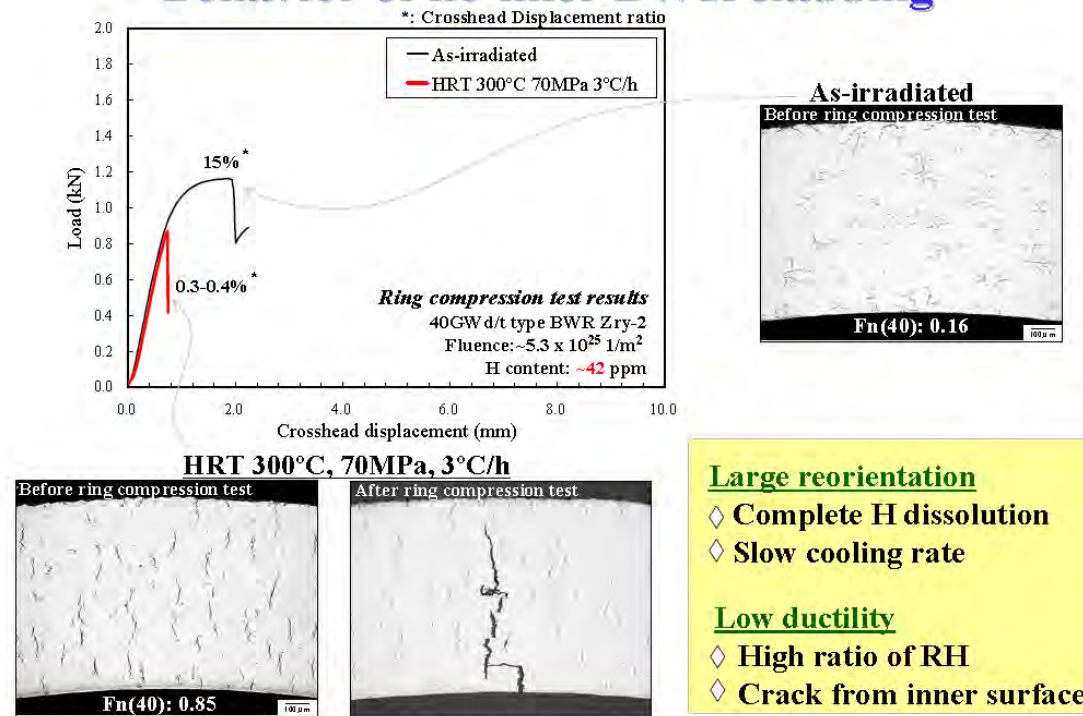 *: Crosshead Displacement ratio
2.0
1.8
1.6
1.4
1.2
1.0
0.8
0.6
0.4
0.2
0.0
Load (kN)
As-irradiated
HRT 300°C 70MPa 3°C/h
15% *
0.3-0.4% *
Ring compression test results
40GWd/t type BWR Zry-2
Fluence:~5.3 x 10²⁵ 1/m²
H content: ~42 ppm
0.0 2.0 4.0 6.0 8.0 10.0
Crosshead displacement (mm)
As-irradiated
Before ring compression test
Fn(40): 0.16
100μm
HRT 300°C, 70MPa, 3°C/h
Before ring compression test
Fn(40): 0.85
100μm
After ring compression test
Large reorientation
◊ Complete H dissolution
◊ Slow cooling rate
Low ductility
◊ High ratio of RH
◊ Crack from inner surface